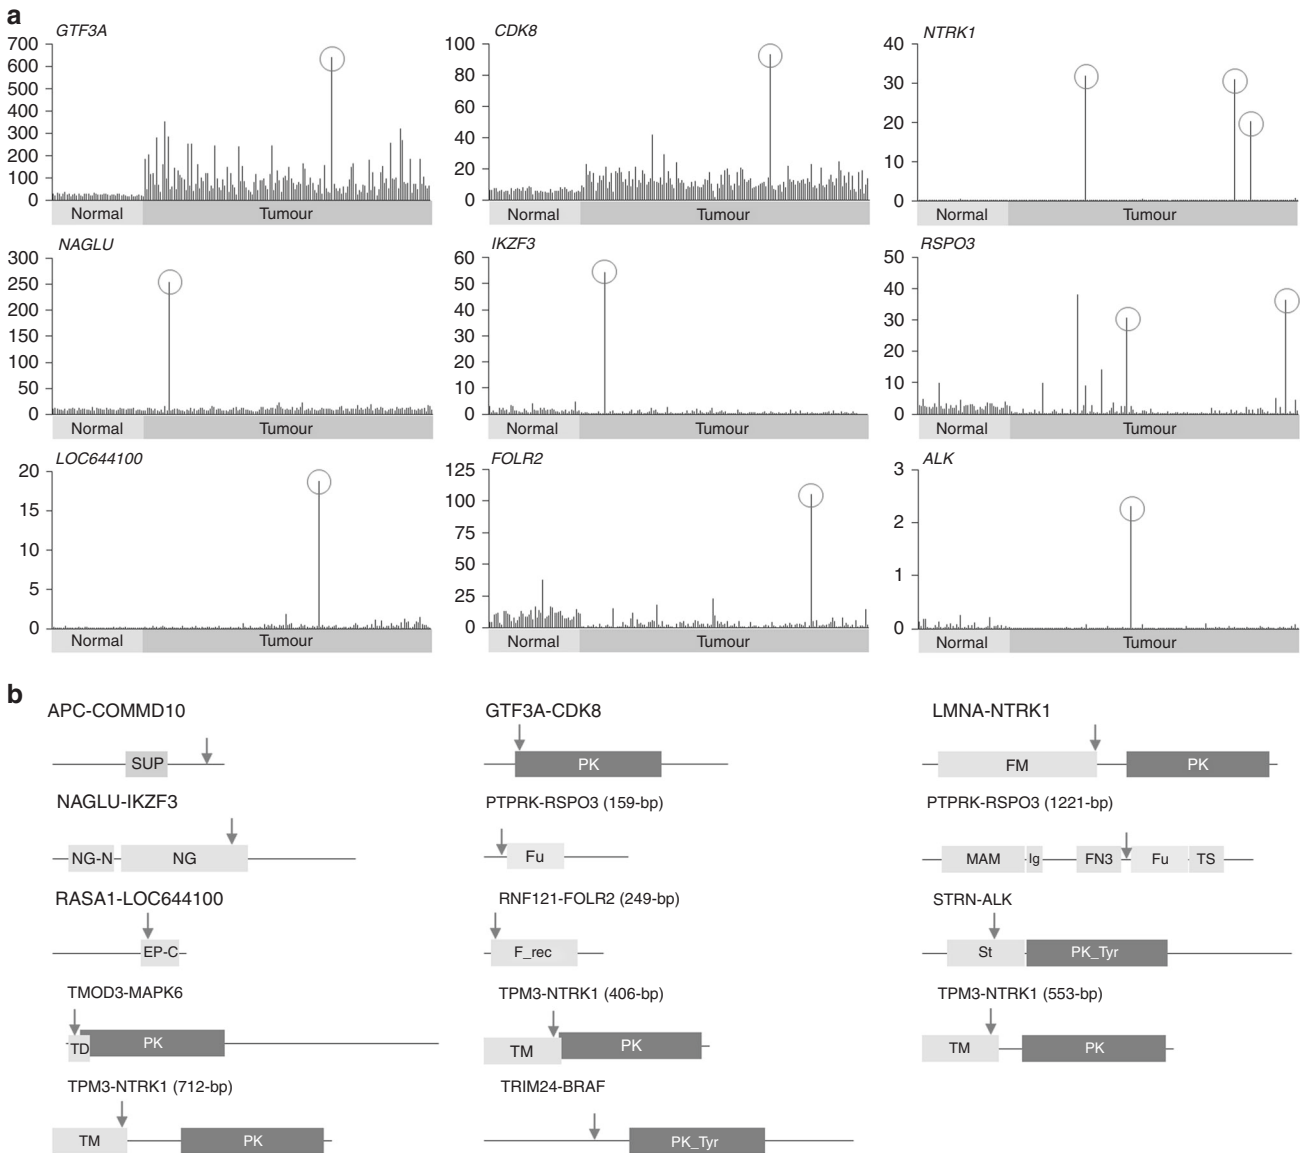 a
GTF3A
700
600
500
400
300
200
100
0
Normal
Tumour
CDK8
100
80
60
40
20
0
Normal
Tumour
NTRK1
40
30
20
10
0
Normal
Tumour
NAGLU
300
250
200
150
100
50
0
Normal
Tumour
IKZF3
60
50
40
30
20
10
0
Normal
Tumour
RSPO3
50
40
30
20
10
0
Normal
Tumour
LOC644100
20
15
10
5
0
Normal
Tumour
FOLR2
125
100
75
50
25
0
Normal
Tumour
ALK
3
2
1
0
Normal
Tumour
b
APC-COMMD10
SUP
GTF3A-CDK8
PK
LMNA-NTRK1
FM
PK
NAGLU-IKZF3
NG-N
NG
PTPRK-RSPO3 (159-bp)
Fu
PTPRK-RSPO3 (1221-bp)
MAM
Ig
FN3
Fu
TS
RASA1-LOC644100
EP-C
RNF121-FOLR2 (249-bp)
F_rec
STRN-ALK
St
PK_Tyr
TMOD3-MAPK6
TD
PK
TPM3-NTRK1 (406-bp)
TM
PK
TPM3-NTRK1 (553-bp)
TM
PK
TPM3-NTRK1 (712-bp)
TM
PK
TRIM24-BRAF
PK_Tyr